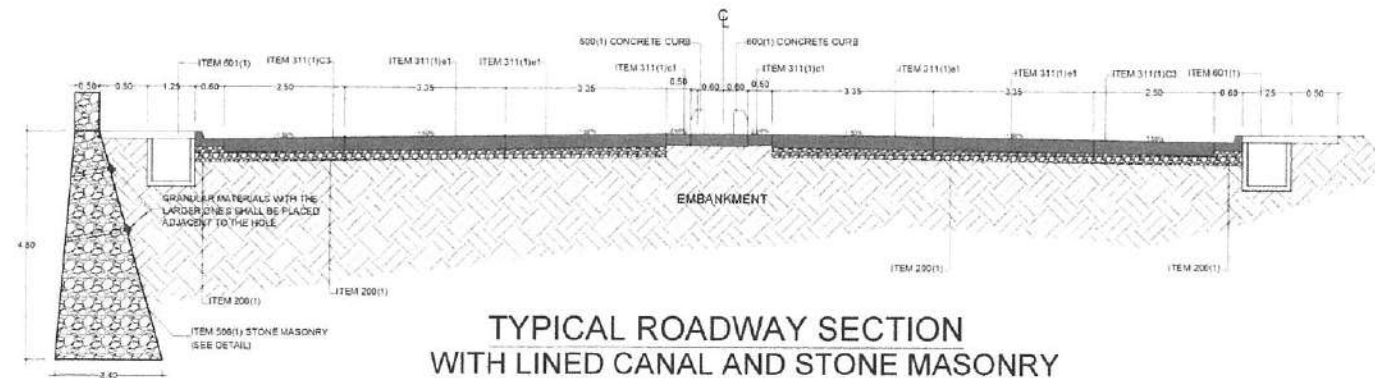 ℄
600(1) CONCRETE CURB 600(1) CONCRETE CURB
ITEM 601(1) ITEM 311(1)C3 ITEM 311(1)e1 ITEM 311(1)e1 ITEM 311(1)c1 ITEM 311(1)c1 ITEM 311(1)e1 ITEM 311(1)e1 ITEM 311(1)C3 ITEM 601(1)
0.50 0.50 1.25 0.60 2.50 3.35 3.35 0.50 0.60 0.60 0.50 3.35 3.35 2.50 0.60 .25 0.50
GRANULAR MATERIALS WITH THE
LARGER ONES SHALL BE PLACED
ADJACENT TO THE HOLE
EMBANKMENT
ITEM 200(1) ITEM 200(1)
ITEM 200(1) ITEM 200(1)
ITEM 506(1) STONE MASONRY
(SEE DETAIL)
TYPICAL ROADWAY SECTION
WITH LINED CANAL AND STONE MASONRY